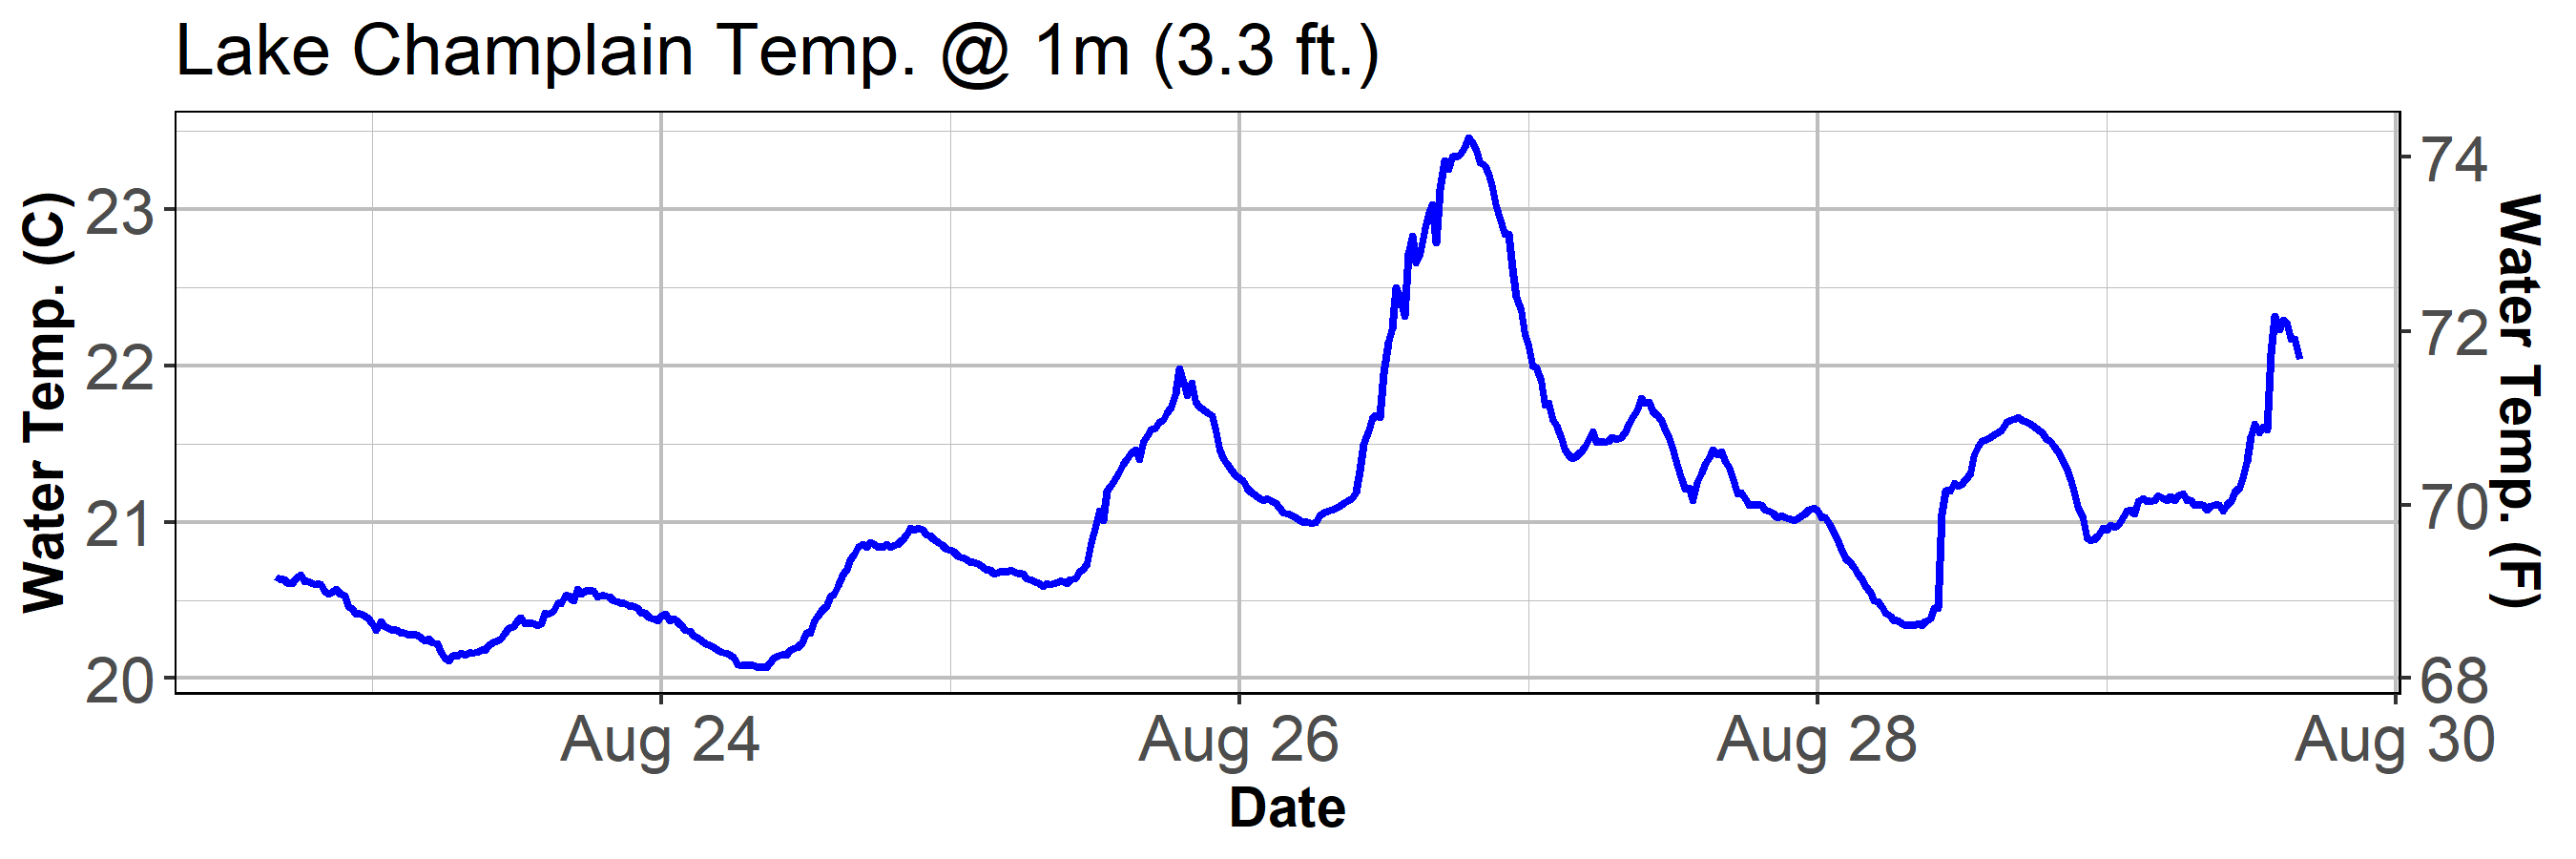 Lake Champlain Temp. @ 1m (3.3 ft.)
Water Temp. (C)
23
22
21
20
74
72
70
68
Water Temp. (F)
Aug 24 Aug 26 Aug 28 Aug 30
Date